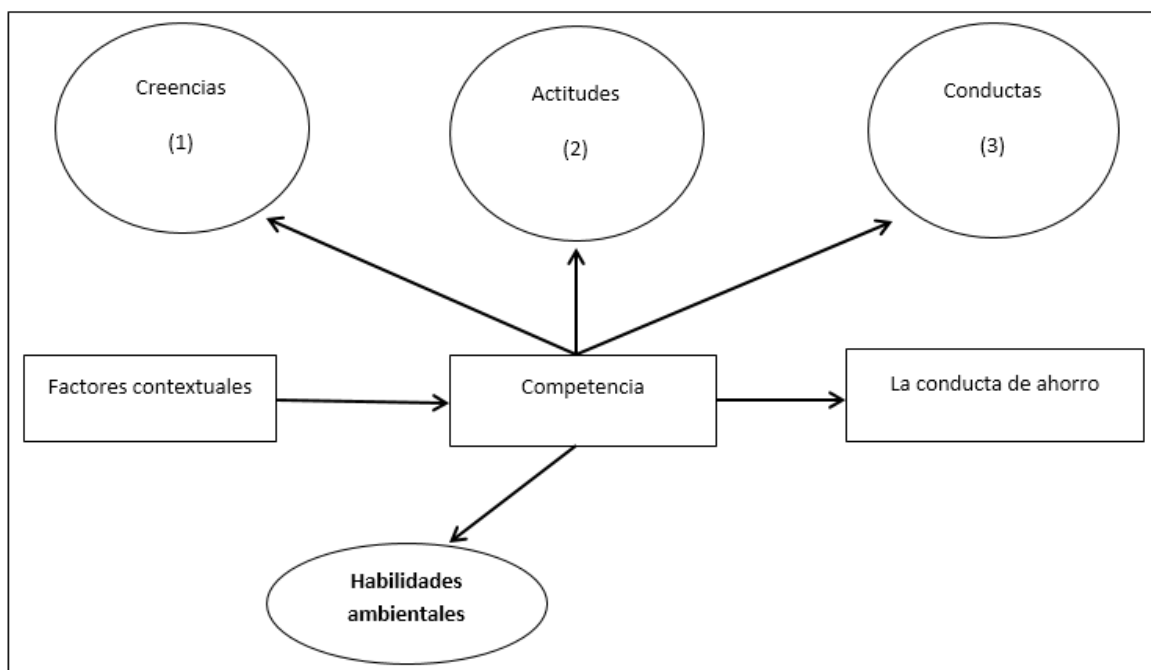 Creencias
(1)
Actitudes
(2)
Conductas
(3)
Factores contextuales
Competencia
La conducta de ahorro
Habilidades
ambientales